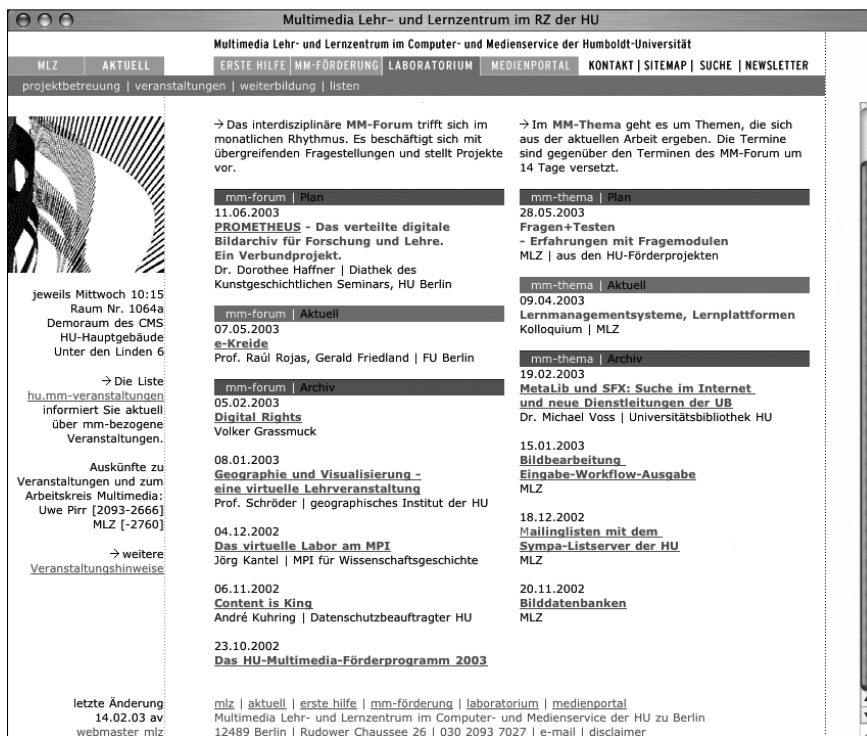 Multimedia Lehr- und Lernzentrum im RZ der HU
Multimedia Lehr- und Lernzentrum im Computer- und Medienservice der Humboldt-Universität
MLZ AKTUELL ERSTE HILFE | MM-FÖRDERUNG | LABORATORIUM | MEDIENPORTAL KONTAKT | SITEMAP | SUCHE | NEWSLETTER
projektbetreuung | veranstaltungen | weiterbildung | listen
jeweils Mittwoch 10:15
Raum Nr. 1064a
Demoraum des CMS
HU-Hauptgebäude
Unter den Linden 6
→ Die Liste
hu.mm-veranstaltungen
informiert Sie aktuell
über mm-bezogene
Veranstaltungen.
Auskünfte zu
Veranstaltungen und zum
Arbeitskreis Multimedia:
Uwe Pirr [2093-2666]
MLZ [-2760]
→ weitere
Veranstaltungshinweise
→ Das interdisziplinäre MM-Forum trifft sich im
monatlichen Rhythmus. Es beschäftigt sich mit
übergreifenden Fragestellungen und stellt Projekte
vor.
mm-forum | Plan
11.06.2003
PROMETHEUS - Das verteilte digitale
Bildarchiv für Forschung und Lehre.
Ein Verbundprojekt.
Dr. Dorothee Haffner | Diathek des
Kunstgeschichtlichen Seminars, HU Berlin
mm-forum | Aktuell
07.05.2003
e-Kreide
Prof. Raúl Rojas, Gerald Friedland | FU Berlin
mm-forum | Archiv
05.02.2003
Digital Rights
Volker Grassmuck
08.01.2003
Geographie und Visualisierung -
eine virtuelle Lehrveranstaltung
Prof. Schröder | geographisches Institut der HU
04.12.2002
Das virtuelle Labor am MPI
Jörg Kantel | MPI für Wissenschaftsgeschichte
06.11.2002
Content is King
André Kuhring | Datenschutzbeauftragter HU
23.10.2002
Das HU-Multimedia-Förderprogramm 2003
→ Im MM-Thema geht es um Themen, die sich
aus der aktuellen Arbeit ergeben. Die Termine
sind gegenüber den Terminen des MM-Forum um
14 Tage versetzt.
mm-thema | Plan
28.05.2003
Fragen+Testen
- Erfahrungen mit Fragemodulen
MLZ | aus den HU-Förderprojekten
mm-thema | Aktuell
09.04.2003
Lernmanagementsysteme, Lernplattformen
Kolloquium | MLZ
mm-thema | Archiv
19.02.2003
MetaLib und SFX: Suche im Internet
und neue Dienstleitungen der UB
Dr. Michael Voss | Universitätsbibliothek HU
15.01.2003
Bildbearbeitung
Eingabe-Workflow-Ausgabe
MLZ
18.12.2002
Mailinglisten mit dem
Sympa-Listserver der HU
MLZ
20.11.2002
Bilddatenbanken
MLZ
letzte Änderung
14.02.03 av
webmaster mlz
mlz | aktuell | erste hilfe | mm-förderung | laboratorium | medienportal
Multimedia Lehr- und Lernzentrum im Computer- und Medienservice der HU zu Berlin
12489 Berlin | Rudower Chaussee 26 | 030 2093 7027 | e-mail | disclaimer